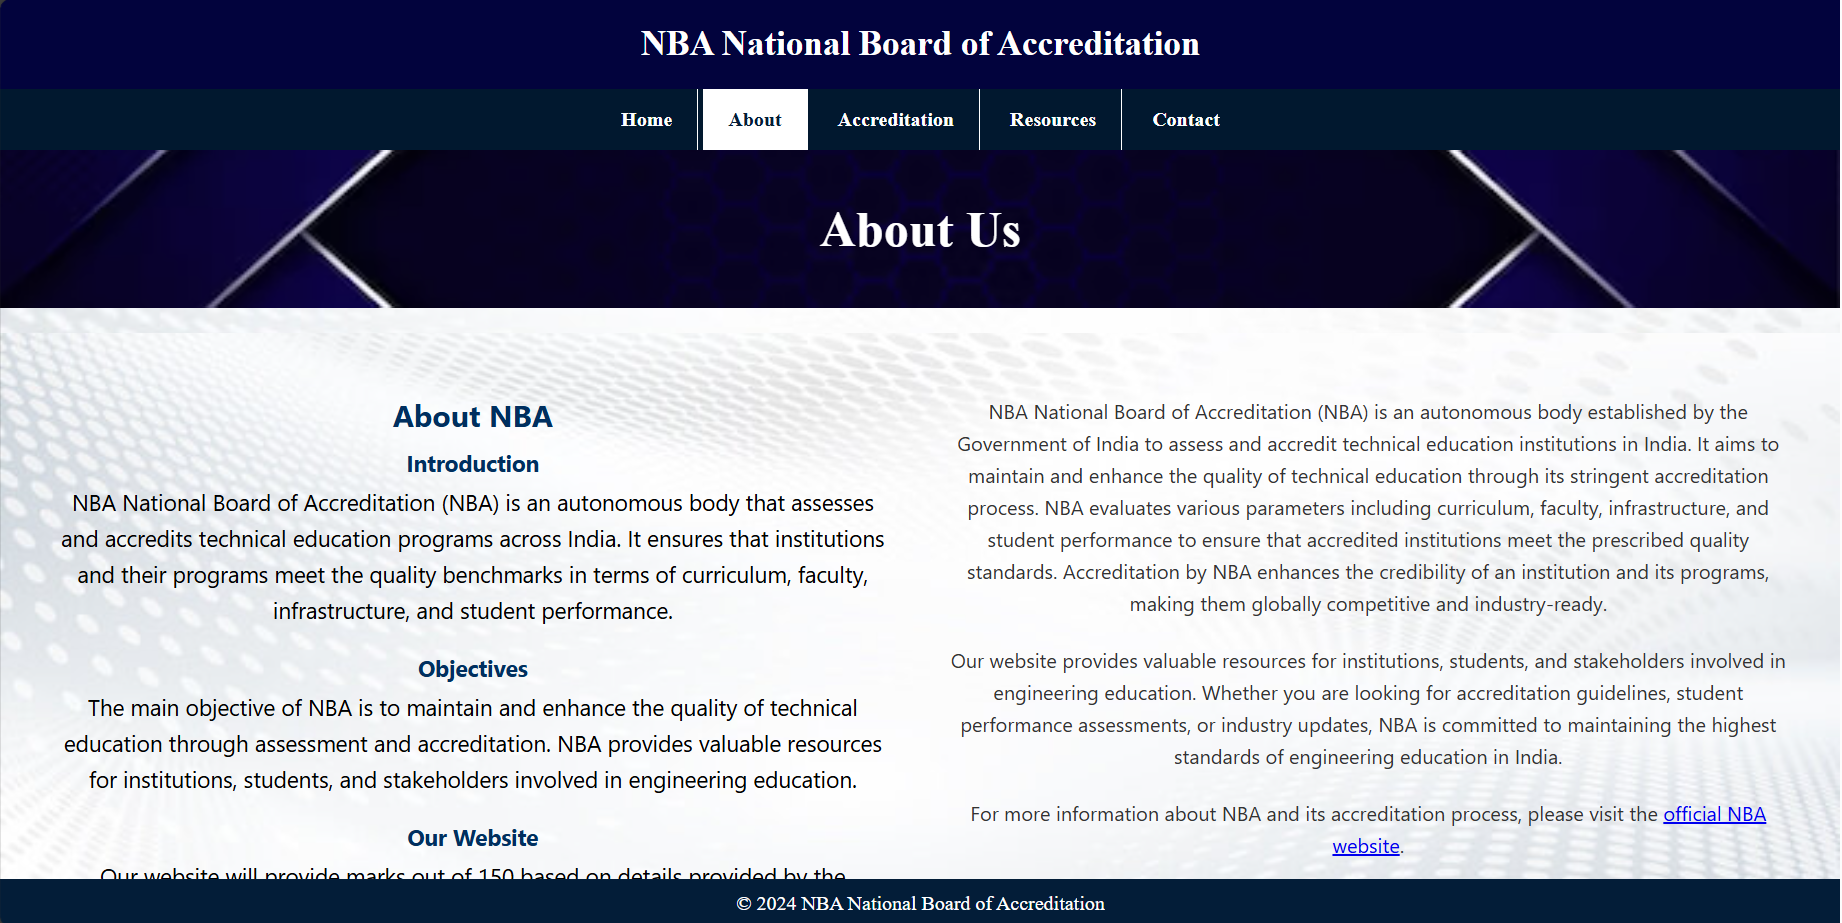 NBA National Board of Accreditation
Home
About
Accreditation
Resources
Contact
About Us
About NBA
Introduction
NBA National Board of Accreditation (NBA) is an autonomous body that assesses
and accredits technical education programs across India. It ensures that institutions
and their programs meet the quality benchmarks in terms of curriculum, faculty,
infrastructure, and student performance.
Objectives
The main objective of NBA is to maintain and enhance the quality of technical
education through assessment and accreditation. NBA provides valuable resources
for institutions, students, and stakeholders involved in engineering education.
Our Website
Our website will provide marks out of 150 based on details provided by the
NBA National Board of Accreditation (NBA) is an autonomous body established by the
Government of India to assess and accredit technical education institutions in India. It aims to
maintain and enhance the quality of technical education through its stringent accreditation
process. NBA evaluates various parameters including curriculum, faculty, infrastructure, and
student performance to ensure that accredited institutions meet the prescribed quality
standards. Accreditation by NBA enhances the credibility of an institution and its programs,
making them globally competitive and industry-ready.
Our website provides valuable resources for institutions, students, and stakeholders involved in
engineering education. Whether you are looking for accreditation guidelines, student
performance assessments, or industry updates, NBA is committed to maintaining the highest
standards of engineering education in India.
For more information about NBA and its accreditation process, please visit the official NBA
website.
© 2024 NBA National Board of Accreditation